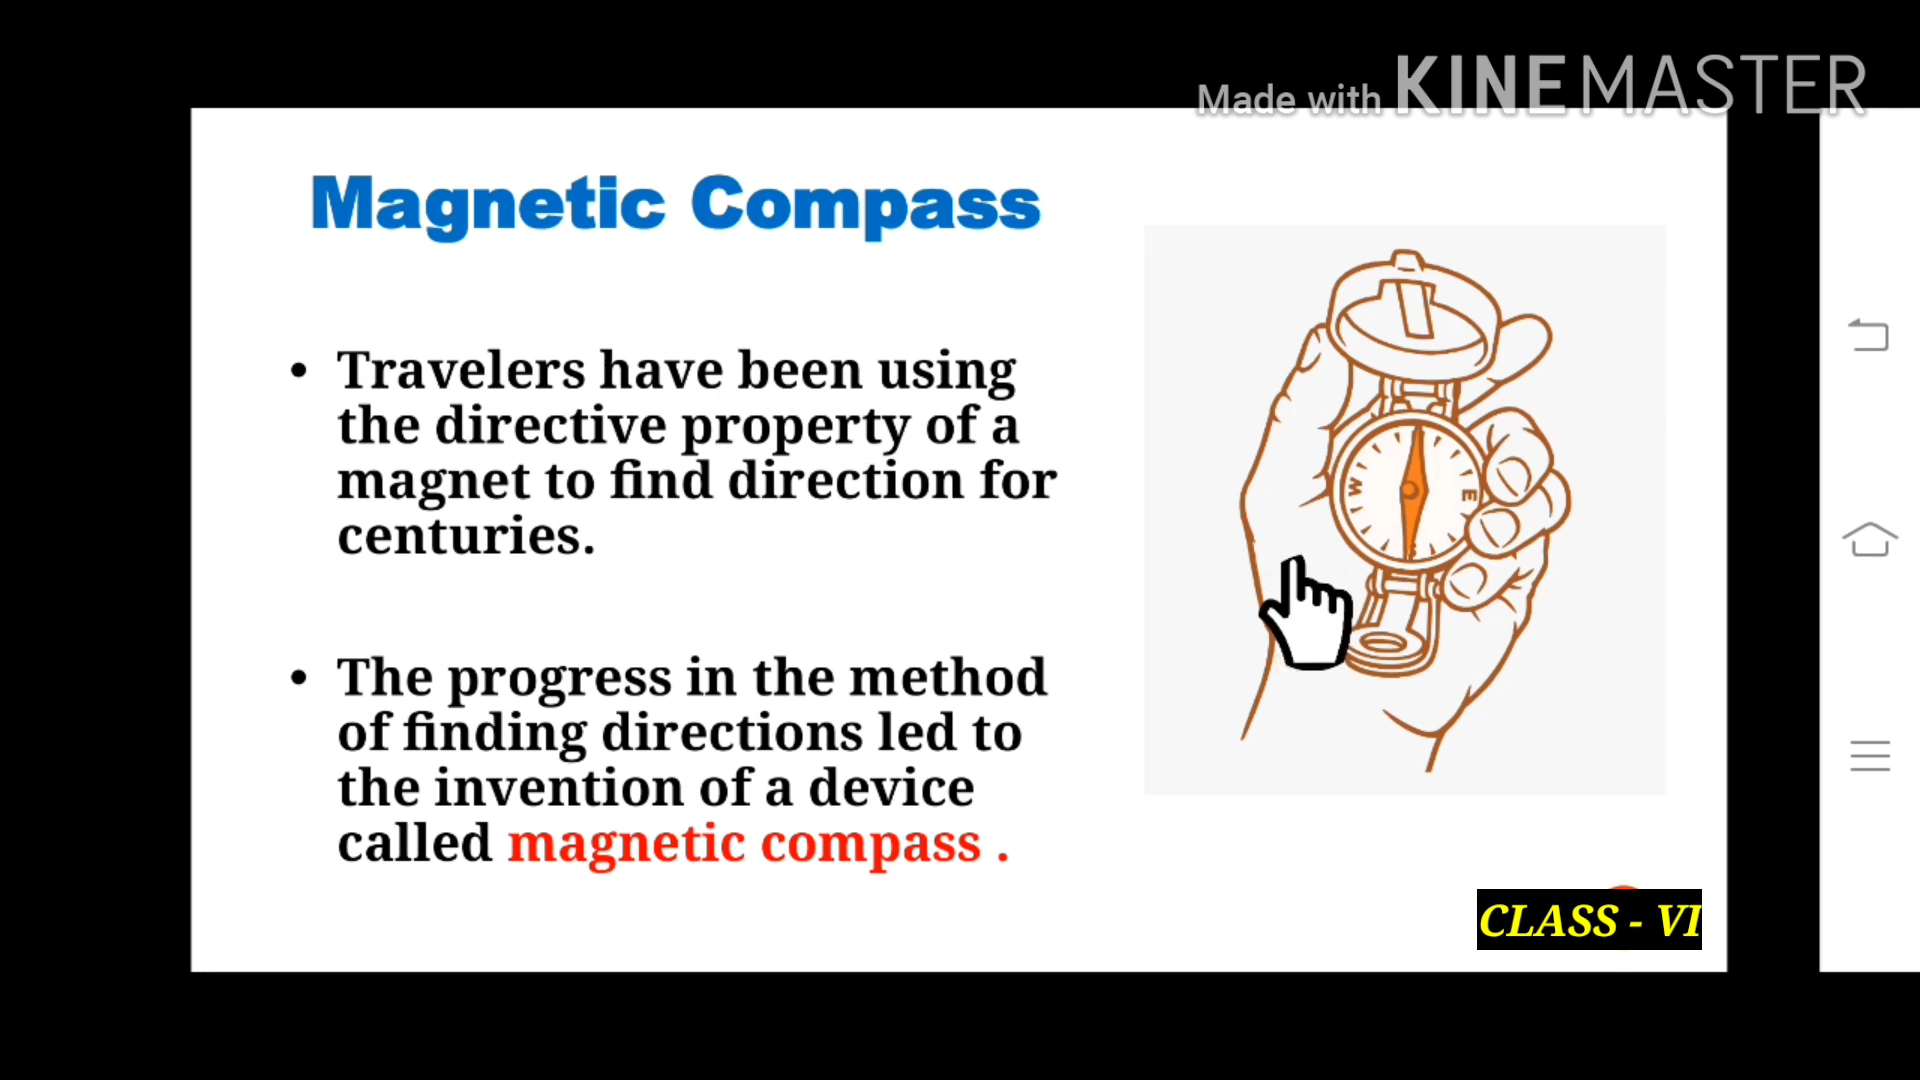 Made with KINEMASTER
Magnetic Compass
• Travelers have been using
the directive property of a
magnet to find direction for
centuries.
• The progress in the method
of finding directions led to
the invention of a device
called magnetic compass .
W
E
CLASS - VI